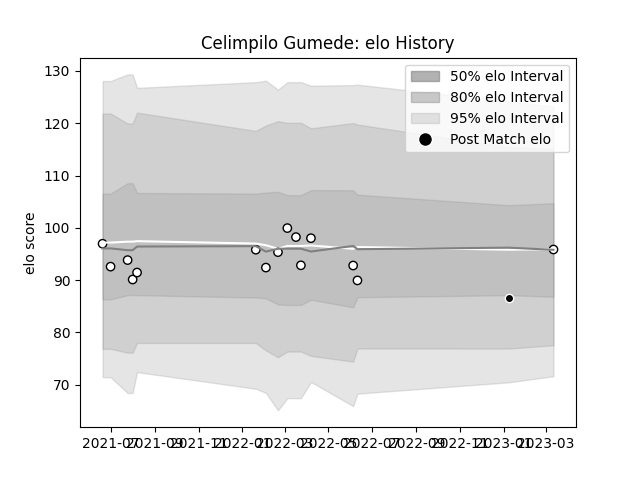 Celimpilo Gumede: elo History
130
120
110
100
90
80
70
elo score
50% elo Interval
80% elo Interval
95% elo Interval
Post Match elo
2021-07 2021-09 2021-11 2022-01 2022-03 2022-05 2022-07 2022-09 2022-11 2023-01 2023-03